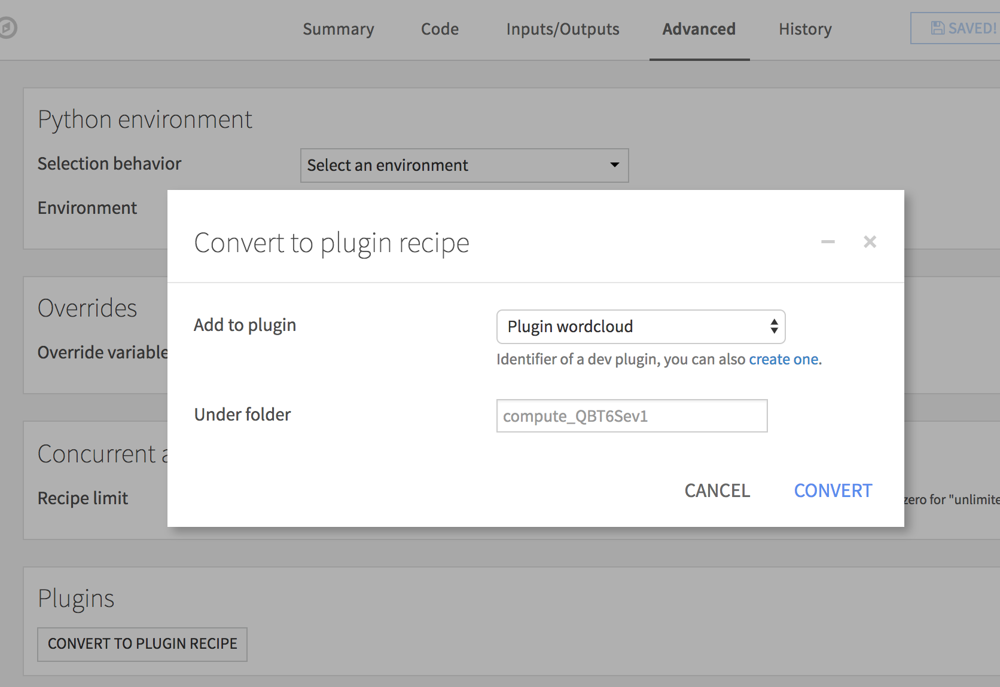 Summary Code Inputs/Outputs Advanced History SAVED!
Python environment
Selection behavior Select an environment
Environment
Convert to plugin recipe
Overrides
Add to plugin Plugin wordcloud
Override variable
Identifier of a dev plugin, you can also create one.
Under folder compute_QBT6Sev1
Concurrent
Recipe limit
CANCEL CONVERT
zero for "unlimite
Plugins
CONVERT TO PLUGIN RECIPE